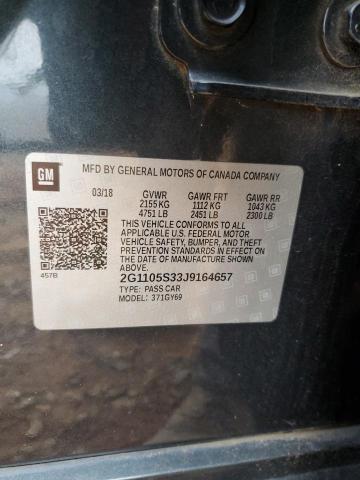 GM
MFD BY GENERAL MOTORS OF CANADA COMPANY
03/18 GVWR GAWR FRT GAWR RR
2155 KG 1112 KG 1043 KG
4751 LB 2451 LB 2300 LB
THIS VEHICLE CONFORMS TO ALL
APPLICABLE U.S. FEDERAL MOTOR
VEHICLE SAFETY, BUMPER, AND THEFT
PREVENTION STANDARDS IN EFFECT ON
THE DATE OF MANUFACTURE SHOWN
ABOVE.
457B
2G1105S33J9164657
TYPE: PASS CAR
MODEL: 371GY69